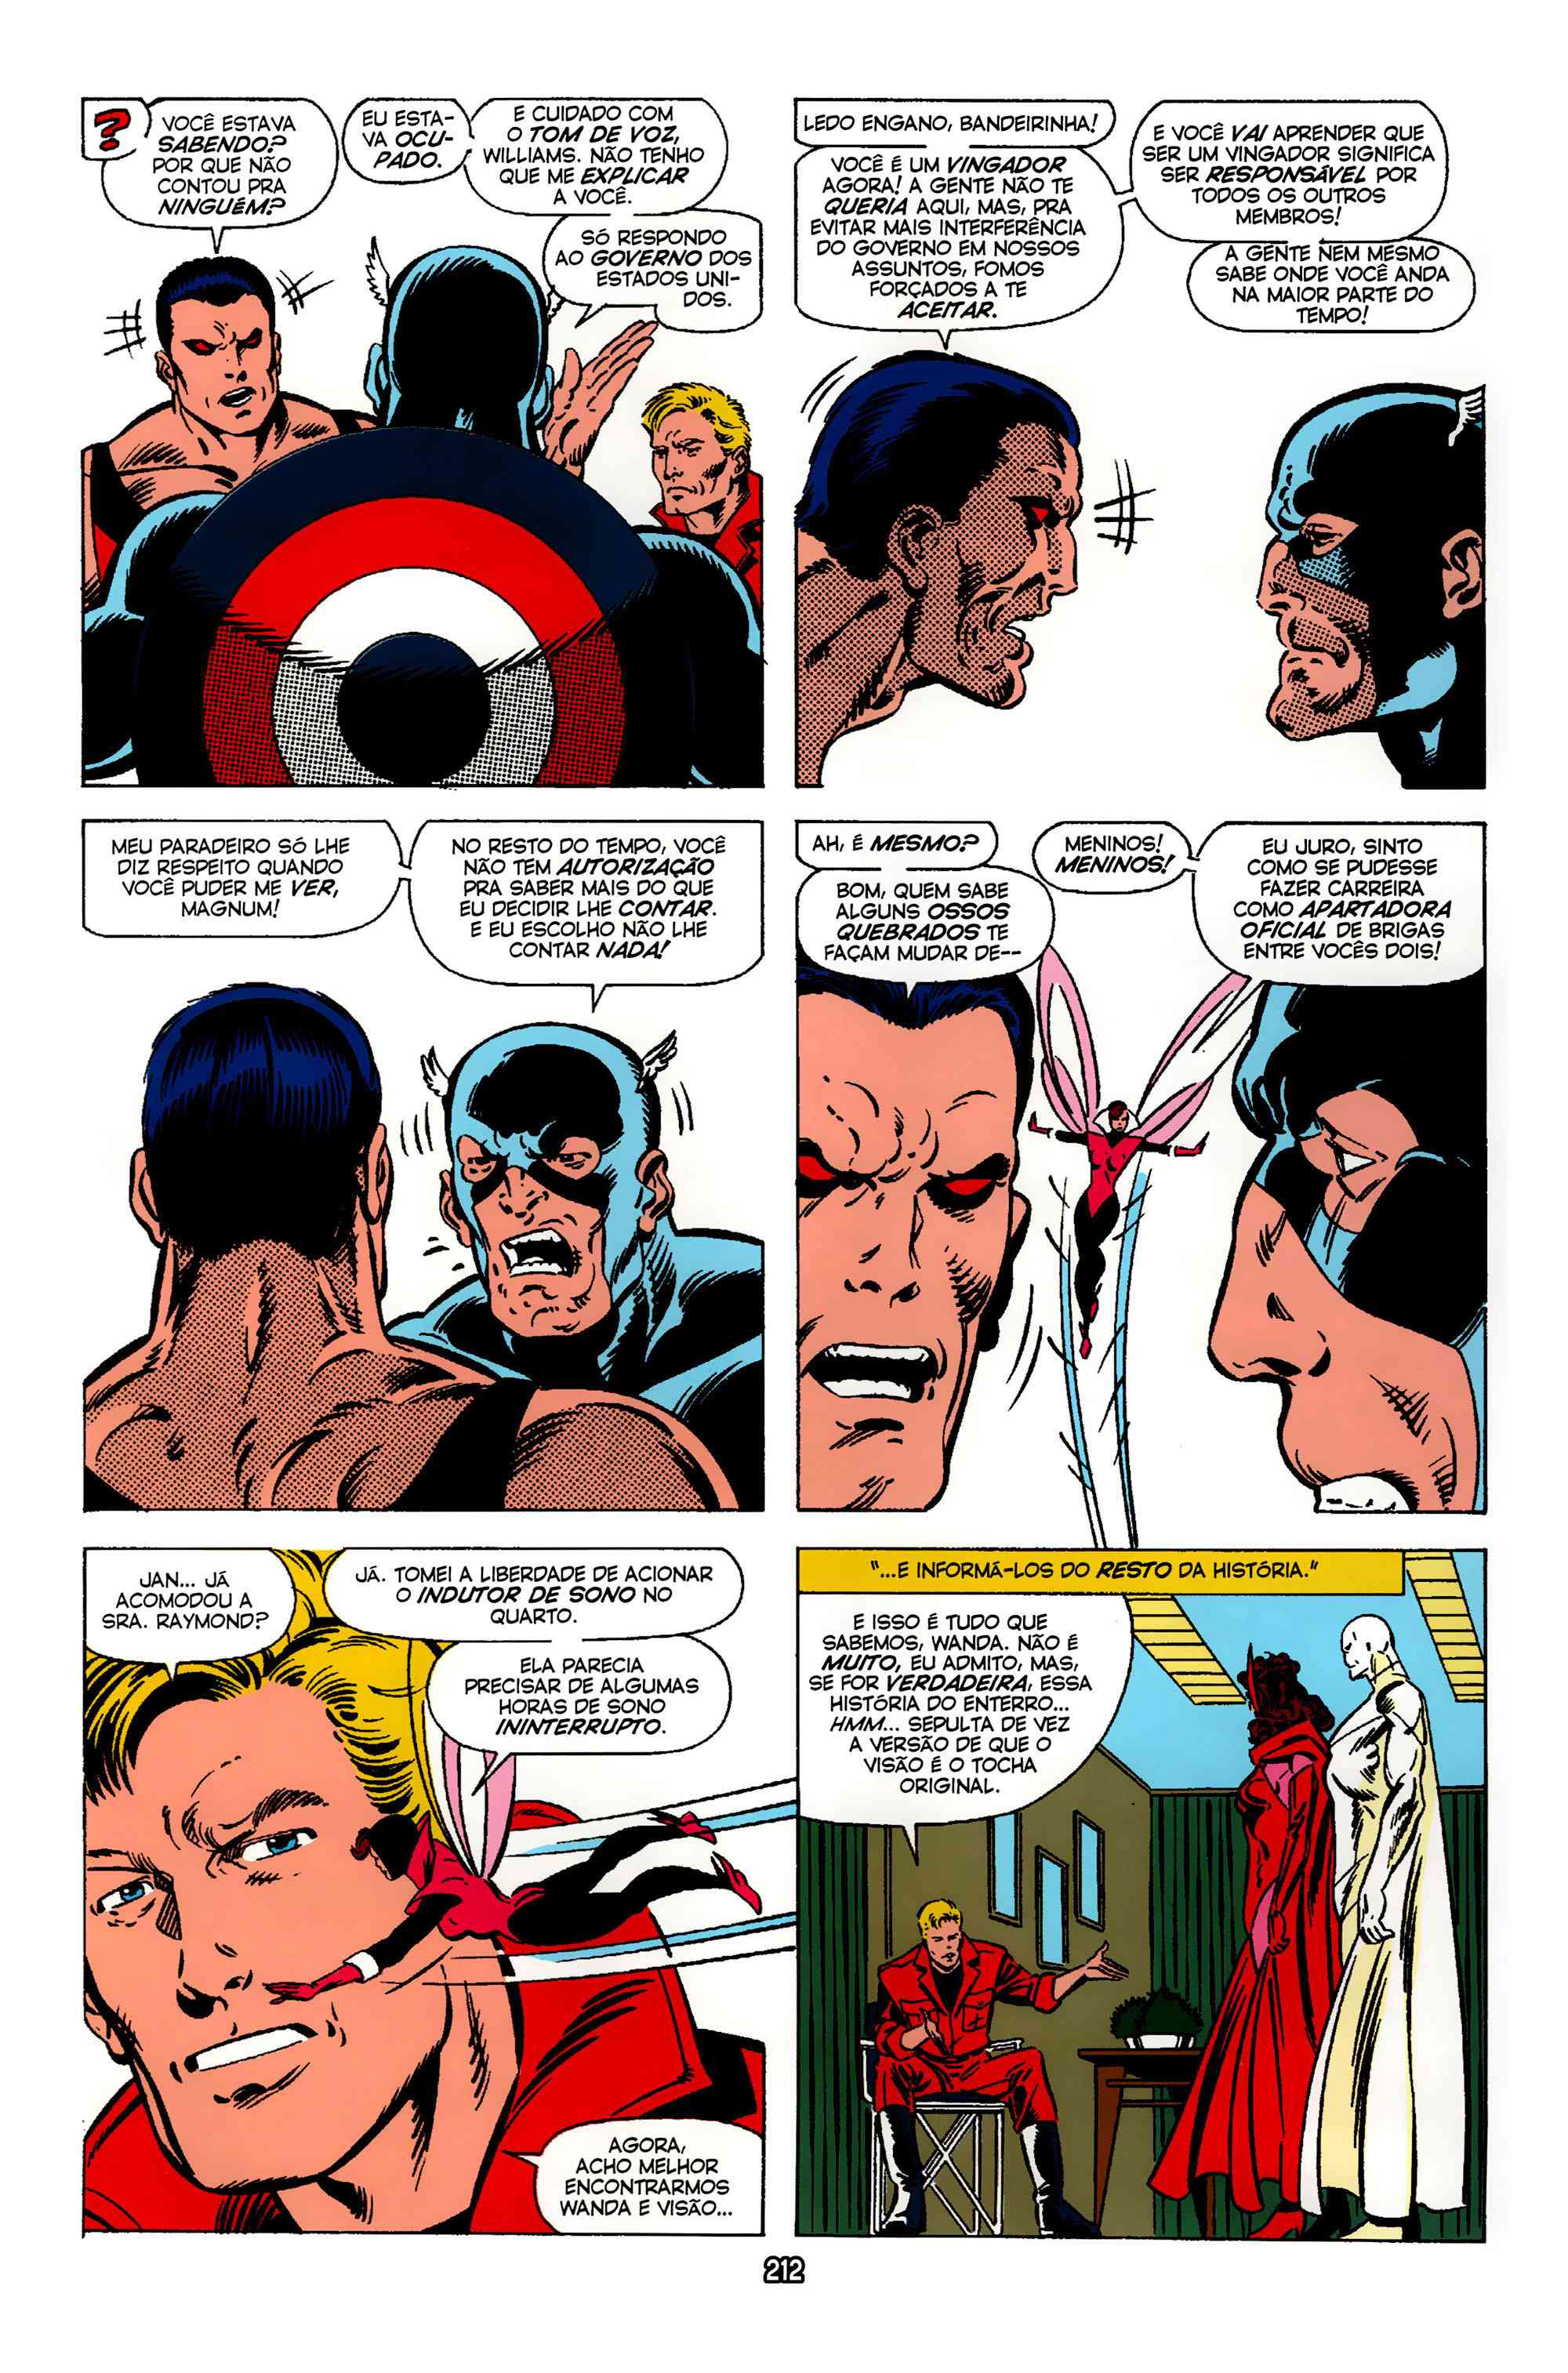 ?
VOCÊ ESTAVA
SABENDO?
POR QUE NÃO
CONTOU PRA
NINGUÉM?
EU ESTA-
VA OCU-
PADO.
E CUIDADO COM
O TOM DE VOZ,
WILLIAMS. NÃO TENHO
QUE ME EXPLICAR
A VOCÊ.
SÓ RESPONDO
AO GOVERNO DOS
ESTADOS UNI-
DOS.
LEDO ENGANO, BANDEIRINHA!
VOCÊ É UM VINGADOR
AGORA! A GENTE NÃO TE
QUERIA AQUI, MAS, PRA
EVITAR MAIS INTERFERÊNCIA
DO GOVERNO EM NOSSOS
ASSUNTOS, FOMOS
FORÇADOS A TE
ACEITAR.
E VOCÊ VAI APRENDER QUE
SER UM VINGADOR SIGNIFICA
SER RESPONSÁVEL POR
TODOS OS OUTROS
MEMBROS!
A GENTE NEM MESMO
SABE ONDE VOCÊ ANDA
NA MAIOR PARTE DO
TEMPO!
MEU PARADEIRO SÓ LHE
DIZ RESPEITO QUANDO
VOCÊ PUDER ME VER,
MAGNUM!
NO RESTO DO TEMPO, VOCÊ
NÃO TEM AUTORIZAÇÃO
PRA SABER MAIS DO QUE
EU DECIDIR LHE CONTAR.
E EU ESCOLHO NÃO LHE
CONTAR NADA!
AH, É MESMO?
BOM, QUEM SABE
ALGUNS OSSOS
QUEBRADOS TE
FAÇAM MUDAR DE--
MENINOS!
MENINOS!
EU JURO, SINTO
COMO SE PUDESSE
FAZER CARREIRA
COMO APARTADORA
OFICIAL DE BRIGAS
ENTRE VOCÊS DOIS!
JAN... JÁ
ACOMODOU A
SRA. RAYMOND?
JÁ. TOMEI A LIBERDADE DE ACIONAR
O INDUTOR DE SONO NO
QUARTO.
ELA PARECIA
PRECISAR DE ALGUMAS
HORAS DE SONO
ININTERRUPTO.
AGORA,
ACHO MELHOR
ENCONTRARMOS
WANDA E VISÃO...
"...E INFORMÁ-LOS DO RESTO DA HISTÓRIA."
E ISSO É TUDO QUE
SABEMOS, WANDA. NÃO É
MUITO, EU ADMITO, MAS,
SE FOR VERDADEIRA, ESSA
HISTÓRIA DO ENTERRO...
HMM... SEPULTA DE VEZ
A VERSÃO DE QUE O
VISÃO É O TOCHA
ORIGINAL.
212